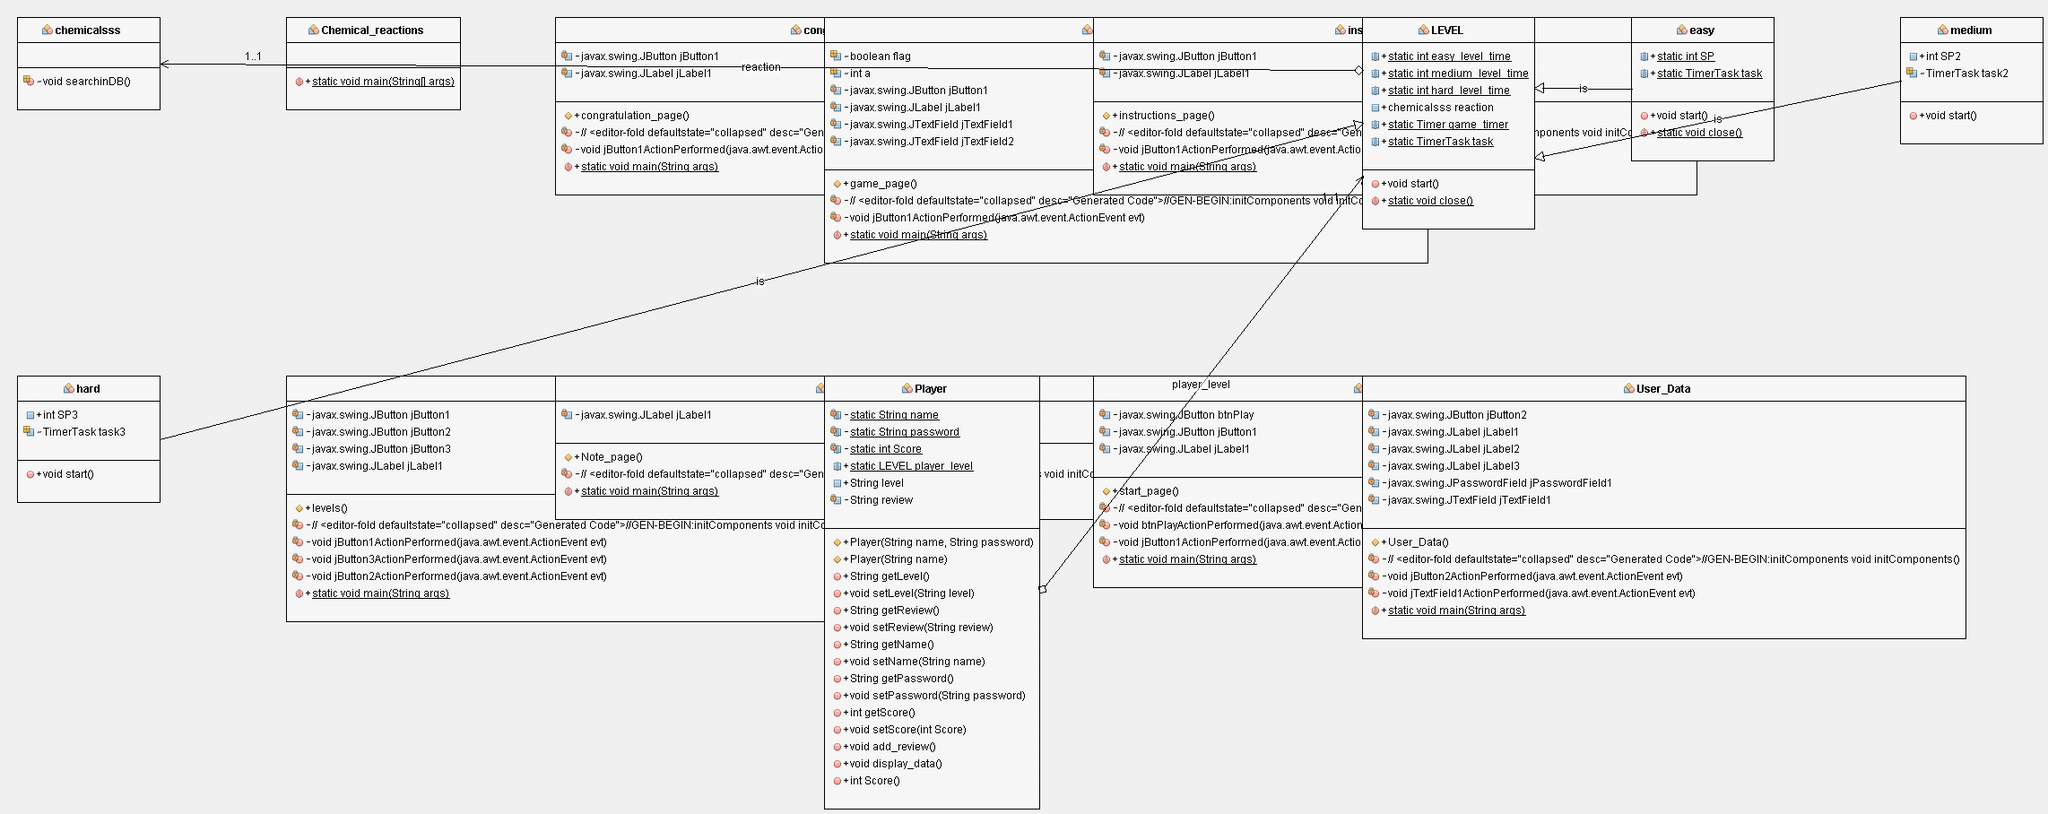 chemicalsss
- void searchinDB()
1..1
Chemical_reactions
+ static void main(String[] args)
cong
- javax.swing.JButton jButton1
- javax.swing.JLabel jLabel1
reaction
+ congratulation_page()
- // <editor-fold defaultstate="collapsed" desc="Gener
- void jButton1ActionPerformed(java.awt.event.Actio
+ static void main(String args)
- boolean flag
- int a
- javax.swing.JButton jButton1
- javax.swing.JLabel jLabel1
- javax.swing.JTextField jTextField1
- javax.swing.JTextField jTextField2
+ game_page()
- // <editor-fold defaultstate="collapsed" desc="Generated Code">//GEN-BEGIN:initComponents void initCo
- void jButton1ActionPerformed(java.awt.event.ActionEvent evt)
+ static void main(String args)
ins
- javax.swing.JButton jButton1
- javax.swing.JLabel jLabel1
+ instructions_page()
- // <editor-fold defaultstate="collapsed" desc="Gen
- void jButton1ActionPerformed(java.awt.event.Actio
+ static void main(String args)
omponents void initCo
LEVEL
+ static int easy_level_time
+ static int medium_level_time
+ static int hard_level_time
+ chemicalsss reaction
+ static Timer game_timer
+ static TimerTask task
+ void start()
+ static void close()
is
easy
+ static int SP
+ static TimerTask task
+ void start()
+ static void close()
is
medium
+ int SP2
- TimerTask task2
+ void start()
is
hard
+ int SP3
- TimerTask task3
+ void start()
- javax.swing.JButton jButton1
- javax.swing.JButton jButton2
- javax.swing.JButton jButton3
- javax.swing.JLabel jLabel1
+ levels()
- // <editor-fold defaultstate="collapsed" desc="Generated Code">//GEN-BEGIN:initComponents void initCo
- void jButton1ActionPerformed(java.awt.event.ActionEvent evt)
- void jButton3ActionPerformed(java.awt.event.ActionEvent evt)
- void jButton2ActionPerformed(java.awt.event.ActionEvent evt)
+ static void main(String args)
- javax.swing.JLabel jLabel1
+ Note_page()
- // <editor-fold defaultstate="collapsed" desc="Gener
+ static void main(String args)
s void initCo
Player
- static String name
- static String password
- static int Score
+ static LEVEL player_level
+ String level
- String review
+ Player(String name, String password)
+ Player(String name)
+ String getLevel()
+ void setLevel(String level)
+ String getReview()
+ void setReview(String review)
+ String getName()
+ void setName(String name)
+ String getPassword()
+ void setPassword(String password)
+ int getScore()
+ void setScore(int Score)
+ void add_review()
+ void display_data()
+ int Score()
player_level
- javax.swing.JButton btnPlay
- javax.swing.JButton jButton1
- javax.swing.JLabel jLabel1
+ start_page()
- // <editor-fold defaultstate="collapsed" desc="Gen
- void btnPlayActionPerformed(java.awt.event.Actio
- void jButton1ActionPerformed(java.awt.event.Actio
+ static void main(String args)
User_Data
- javax.swing.JButton jButton2
- javax.swing.JLabel jLabel1
- javax.swing.JLabel jLabel2
- javax.swing.JLabel jLabel3
- javax.swing.JPasswordField jPasswordField1
- javax.swing.JTextField jTextField1
+ User_Data()
- // <editor-fold defaultstate="collapsed" desc="Generated Code">//GEN-BEGIN:initComponents void initComponents()
- void jButton2ActionPerformed(java.awt.event.ActionEvent evt)
- void jTextField1ActionPerformed(java.awt.event.ActionEvent evt)
+ static void main(String args)